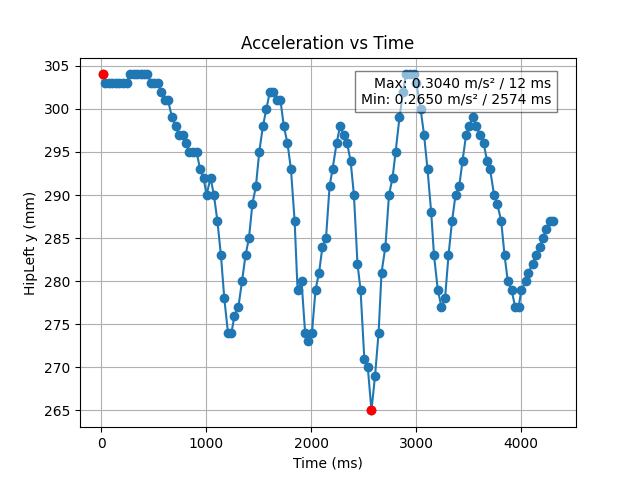 Acceleration vs Time
Max: 0.3040 m/s² / 12 ms
Min: 0.2650 m/s² / 2574 ms
HipLeft y (mm)
305
300
295
290
285
280
275
270
265
0 1000 2000 3000 4000
Time (ms)